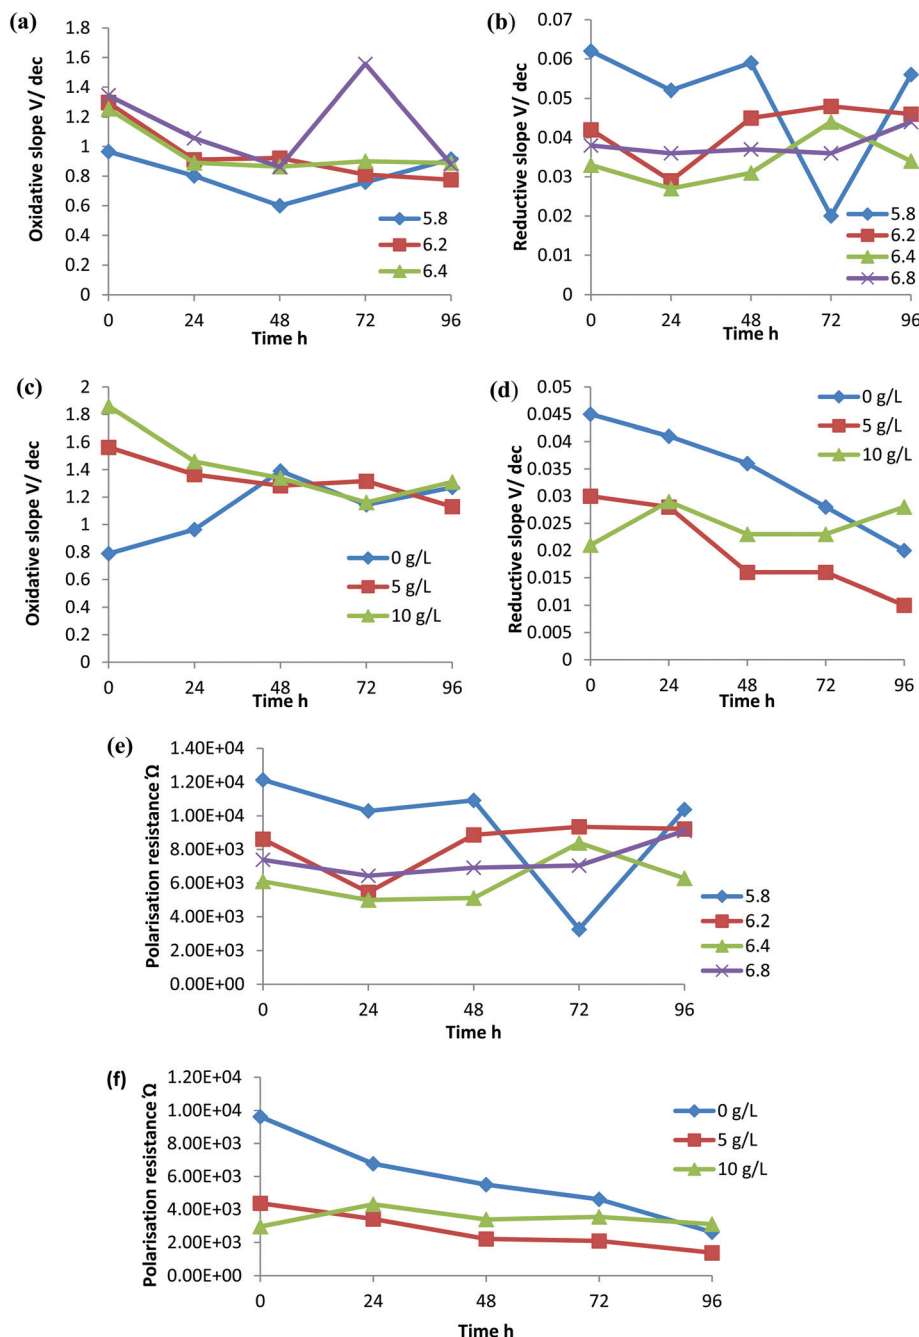 (a)
Oxidative slope V/ dec
1.8
1.6
1.4
1.2
1
0.8
0.6
0.4
0.2
0
0 24 48 72 96
Time h
5.8
6.2
6.4
(b)
Reductive slope V/ dec
0.07
0.06
0.05
0.04
0.03
0.02
0.01
0
0 24 48 72 96
Time h
5.8
6.2
6.4
6.8
(c)
Oxidative slope V/ dec
2
1.8
1.6
1.4
1.2
1
0.8
0.6
0.4
0.2
0
0 24 48 72 96
Time h
0 g/L
5 g/L
10 g/L
(d)
Reductive slope V/ dec
0.05
0.045
0.04
0.035
0.03
0.025
0.02
0.015
0.01
0.005
0
0 24 48 72 96
Time h
0 g/L
5 g/L
10 g/L
(e)
Polarisation resistance Ώ
1.40E+04
1.20E+04
1.00E+04
8.00E+03
6.00E+03
4.00E+03
2.00E+03
0.00E+00
0 24 48 72 96
Time h
5.8
6.2
6.4
6.8
(f)
Polarisation resistance Ώ
1.20E+04
1.00E+04
8.00E+03
6.00E+03
4.00E+03
2.00E+03
0.00E+00
0 24 48 72 96
Time h
0 g/L
5 g/L
10 g/L